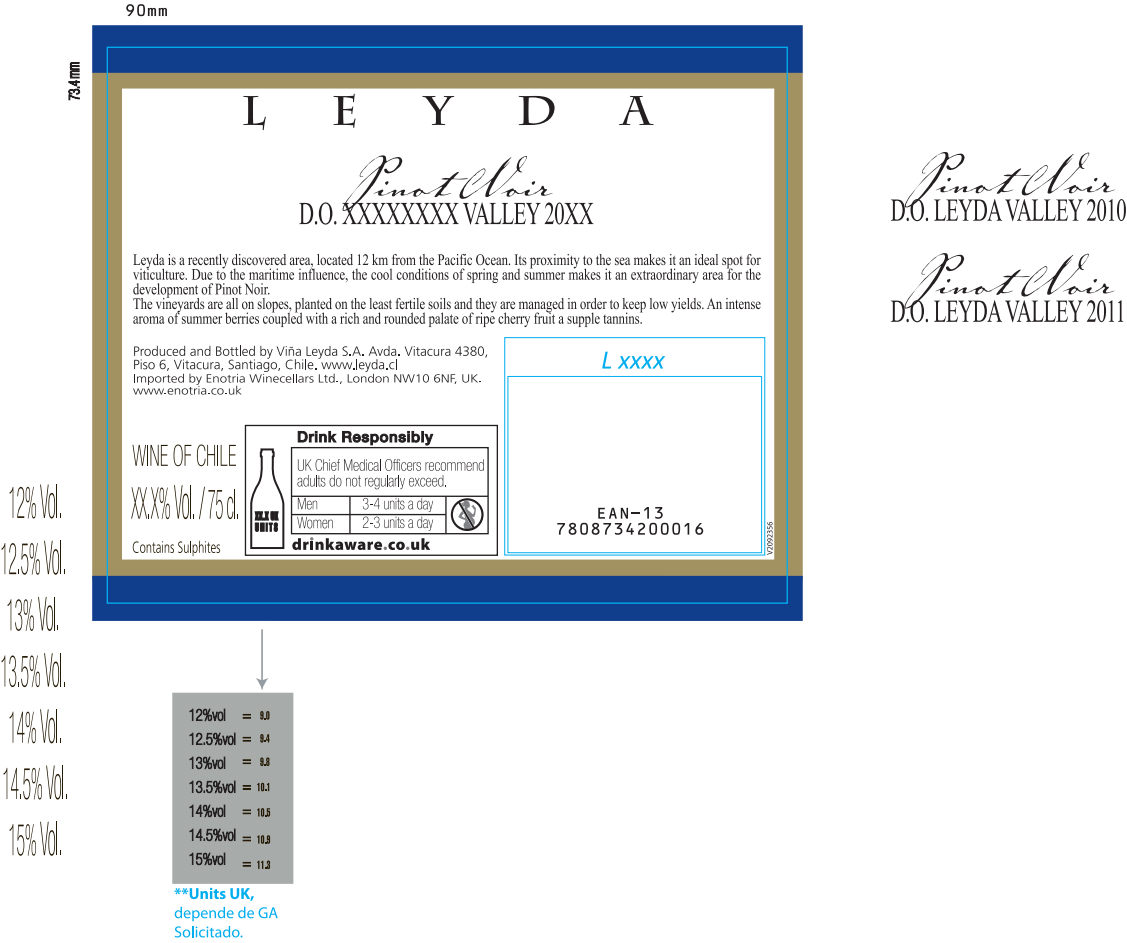 90mm
73.4mm
L E Y D A
Pinot Noir
D.O. XXXXXXXX VALLEY 20XX
Leyda is a recently discovered area, located 12 km from the Pacific Ocean. Its proximity to the sea makes it an ideal spot for
viticulture. Due to the maritime influence, the cool conditions of spring and summer makes it an extraordinary area for the
development of Pinot Noir.
The vineyards are all on slopes, planted on the least fertile soils and they are managed in order to keep low yields. An intense
aroma of summer berries coupled with a rich and rounded palate of ripe cherry fruit a supple tannins.
Produced and Bottled by Viña Leyda S.A. Avda. Vitacura 4380,
Piso 6, Vitacura, Santiago, Chile. www.leyda.cl
Imported by Enotria Winecellars Ltd., London NW10 6NF, UK.
www.enotria.co.uk
WINE OF CHILE
XX.X% Vol. / 75 cl.
Contains Sulphites
XX.X UK
UNITS
Drink Responsibly
UK Chief Medical Officers recommend
adults do not regularly exceed.
Men 3-4 units a day
Women 2-3 units a day
drinkaware.co.uk
L xxxx
EAN-13
7808734200016
V2092356
Pinot Noir
D.O. LEYDA VALLEY 2010
Pinot Noir
D.O. LEYDA VALLEY 2011
12% Vol.
12.5% Vol.
13% Vol.
13.5% Vol.
14% Vol.
14.5% Vol.
15% Vol.
12%vol = 9.0
12.5%vol = 9.4
13%vol = 9.8
13.5%vol = 10.1
14%vol = 10.5
14.5%vol = 10.9
15%vol = 11.3
**Units UK,
depende de GA
Solicitado.